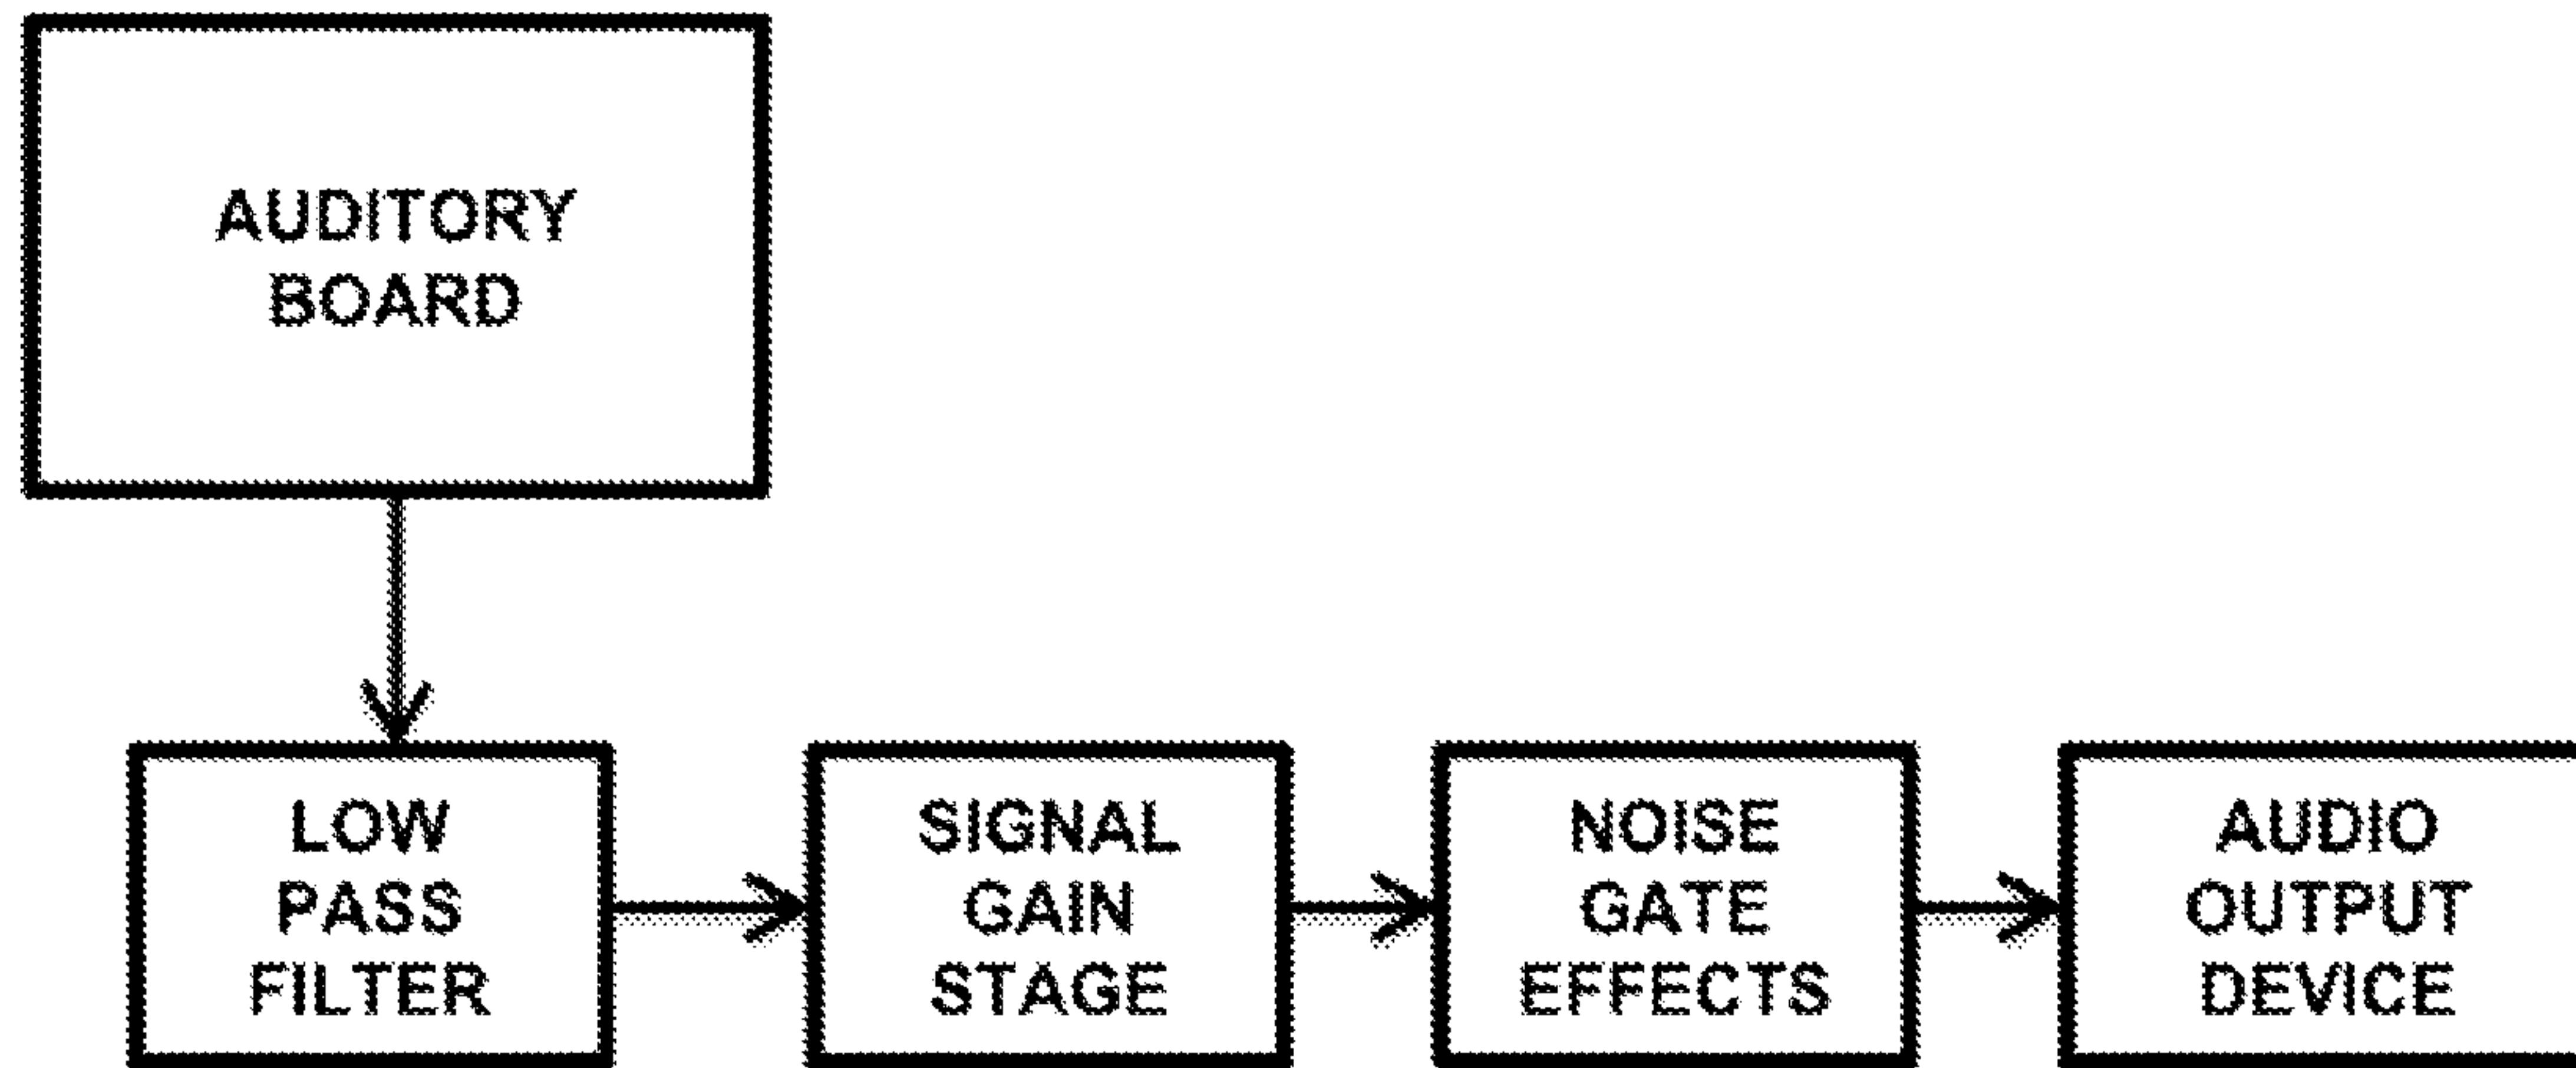 AUDITORY
BOARD
LOW
PASS
FILTER
SIGNAL
GAIN
STAGE
NOISE
GATE
EFFECTS
AUDIO
OUTPUT
DEVICE